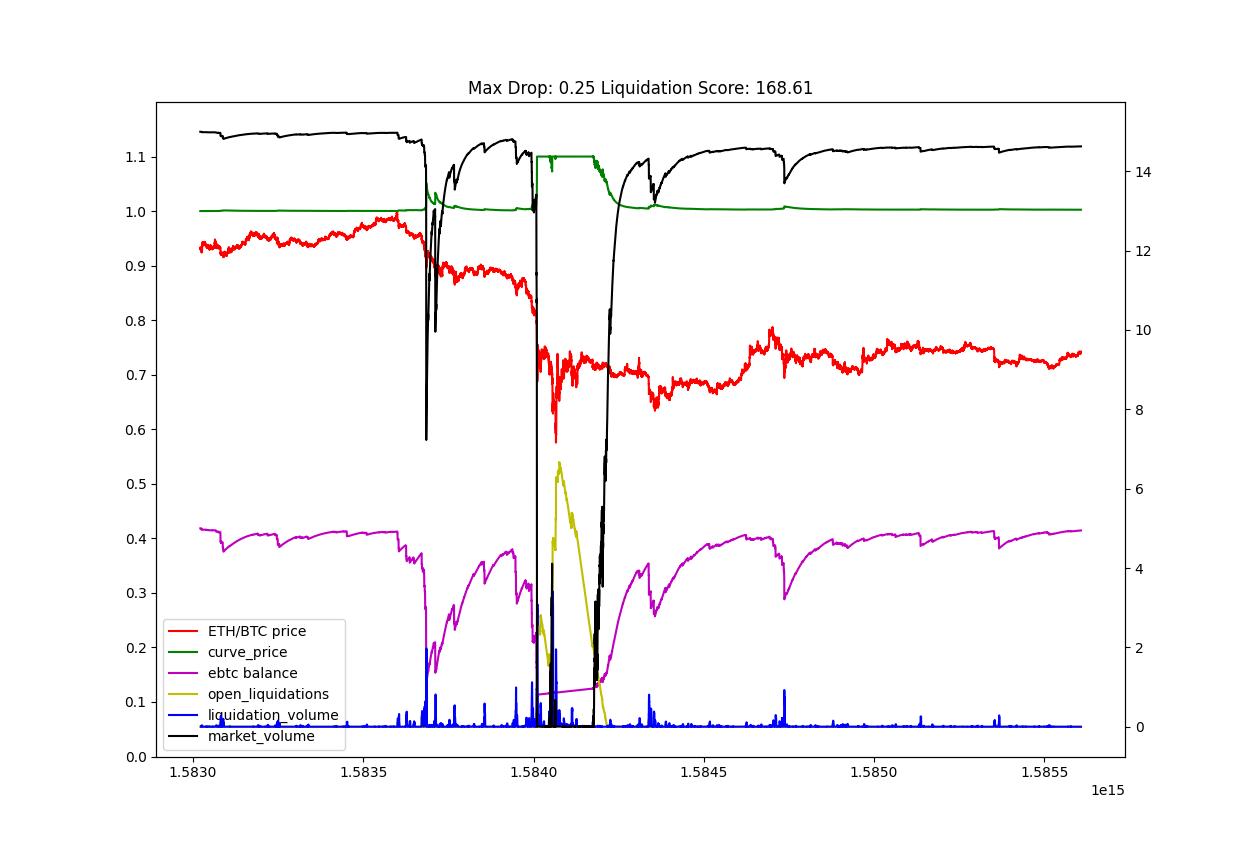 Max Drop: 0.25 Liquidation Score: 168.61
1.1
1.0
0.9
0.8
0.7
0.6
0.5
0.4
0.3
0.2
0.1
0.0
14
12
10
8
6
4
2
0
ETH/BTC price
curve_price
ebtc balance
open_liquidations
liquidation_volume
market_volume
1.5830 1.5835 1.5840 1.5845 1.5850 1.5855
1e15